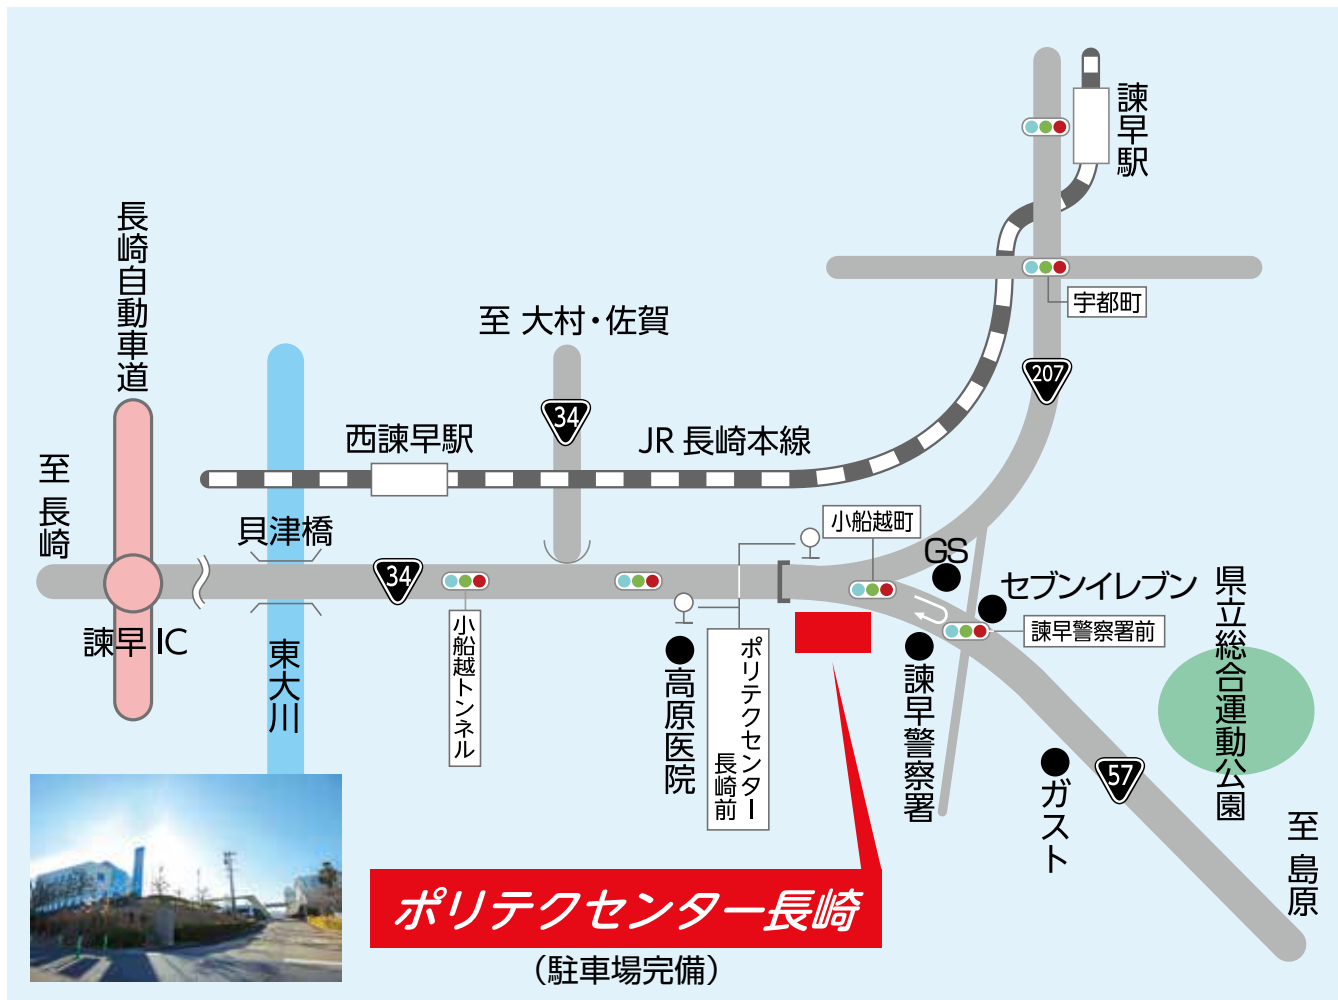 諫早駅
長崎自動車道
宇都町
至 大村・佐賀
207
34
西諫早駅
JR 長崎本線
至 長崎
貝津橋
小船越町
34
GS
セブンイレブン
県立総合運動公園
諫早IC
東大川
小船越トンネル
高原医院
ポリテクセンター
長崎前
諫早警察署前
諫早警察署
ガスト
57
至 島原
ポリテクセンター長崎
（駐車場完備）